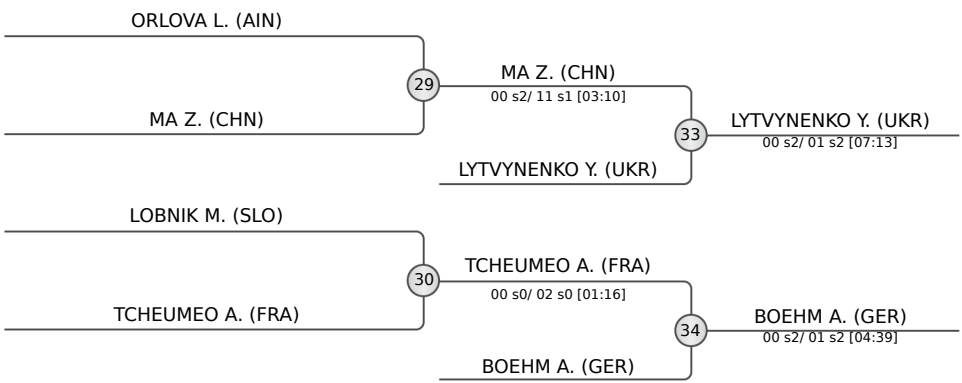 ORLOVA L. (AIN)
29
MA Z. (CHN)
MA Z. (CHN)
00 s2/ 11 s1 [03:10]
33
LYTVYNENKO Y. (UKR)
LYTVYNENKO Y. (UKR)
00 s2/ 01 s2 [07:13]
LOBNIK M. (SLO)
30
TCHEUMEO A. (FRA)
TCHEUMEO A. (FRA)
00 s0/ 02 s0 [01:16]
34
BOEHM A. (GER)
BOEHM A. (GER)
00 s2/ 01 s2 [04:39]